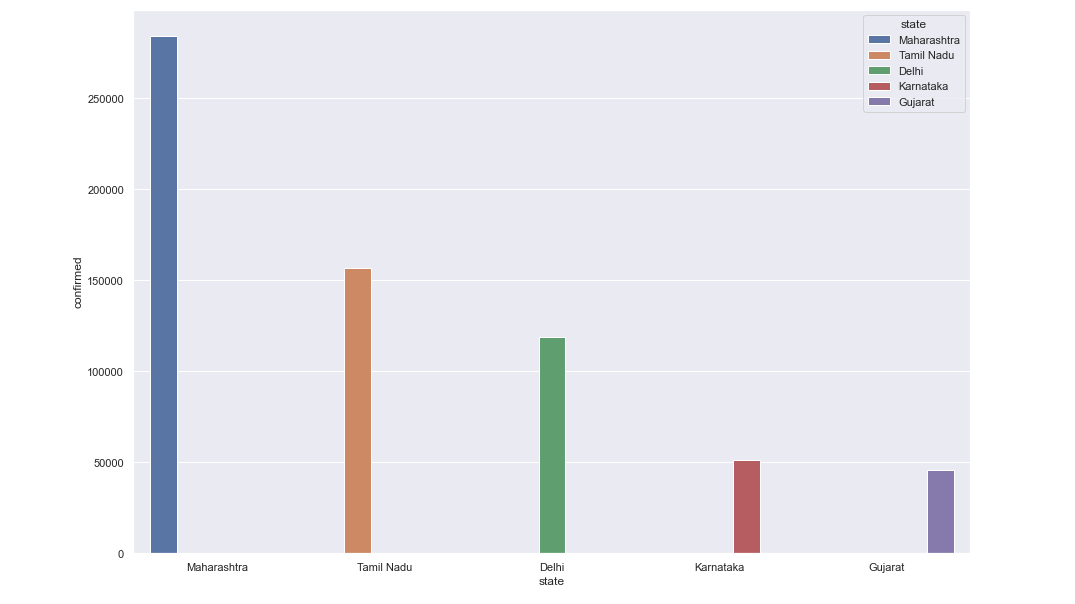 state
Maharashtra
Tamil Nadu
Delhi
Karnataka
Gujarat
250000
200000
150000
100000
50000
0
confirmed
Maharashtra Tamil Nadu Delhi Karnataka Gujarat
state